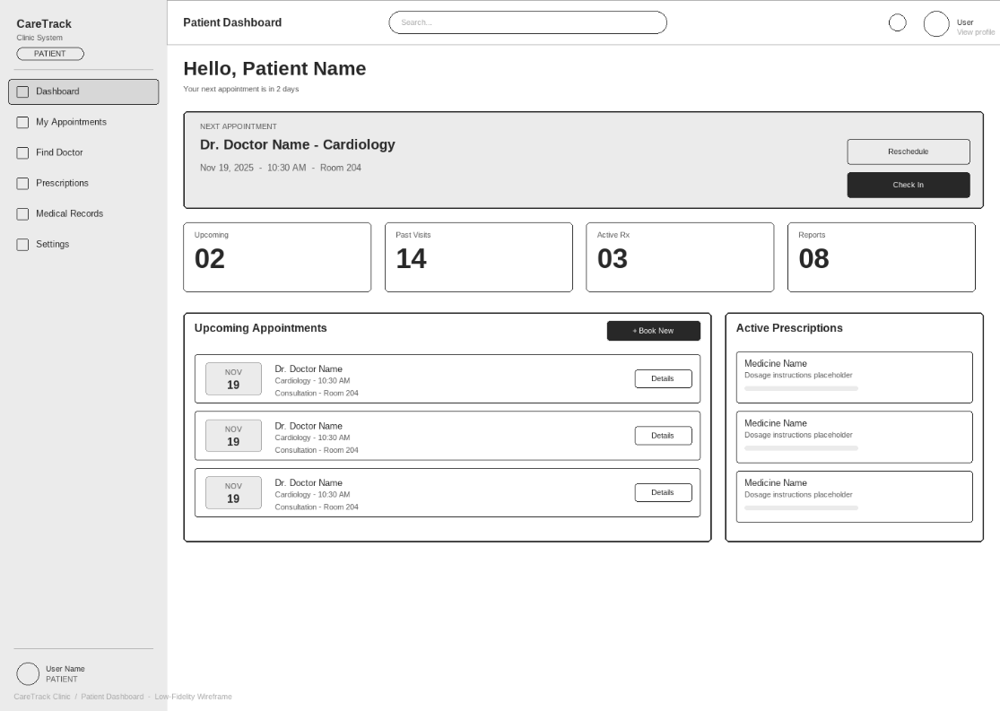 CareTrack
Clinic System
PATIENT
Dashboard
My Appointments
Find Doctor
Prescriptions
Medical Records
Settings
User Name
PATIENT
Patient Dashboard
Search...
User
View profile
Hello, Patient Name
Your next appointment is in 2 days
NEXT APPOINTMENT
Dr. Doctor Name - Cardiology
Nov 19, 2025 - 10:30 AM - Room 204
Reschedule
Check In
Upcoming
02
Past Visits
14
Active Rx
03
Reports
08
Upcoming Appointments
+ Book New
NOV
19
Dr. Doctor Name
Cardiology - 10:30 AM
Consultation - Room 204
Details
NOV
19
Dr. Doctor Name
Cardiology - 10:30 AM
Consultation - Room 204
Details
NOV
19
Dr. Doctor Name
Cardiology - 10:30 AM
Consultation - Room 204
Details
Active Prescriptions
Medicine Name
Dosage instructions placeholder
Medicine Name
Dosage instructions placeholder
Medicine Name
Dosage instructions placeholder
CareTrack Clinic / Patient Dashboard - Low-Fidelity Wireframe